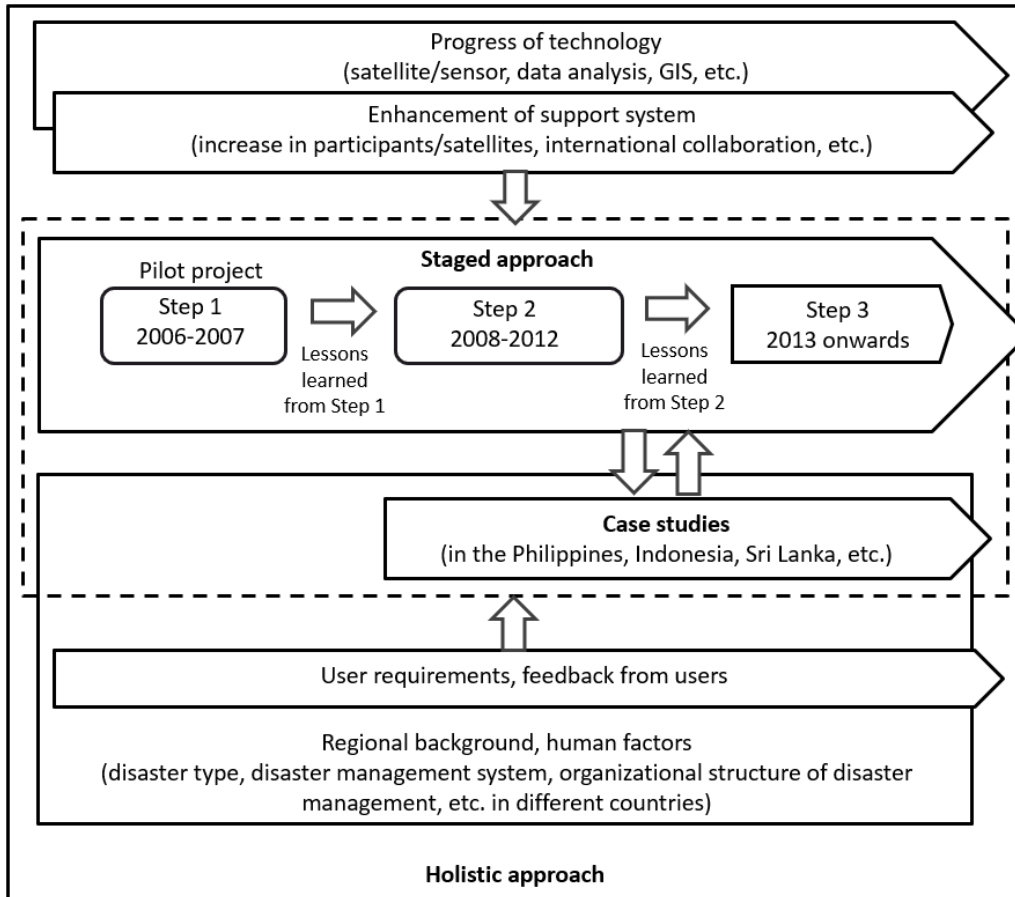 Progress of technology
(satellite/sensor, data analysis, GIS, etc.)
Enhancement of support system
(increase in participants/satellites, international collaboration, etc.)
Staged approach
Pilot project
Step 1
2006-2007
Lessons
learned
from Step 1
Step 2
2008-2012
Lessons
learned
from Step 2
Step 3
2013 onwards
Case studies
(in the Philippines, Indonesia, Sri Lanka, etc.)
User requirements, feedback from users
Regional background, human factors
(disaster type, disaster management system, organizational structure of disaster
management, etc. in different countries)
Holistic approach